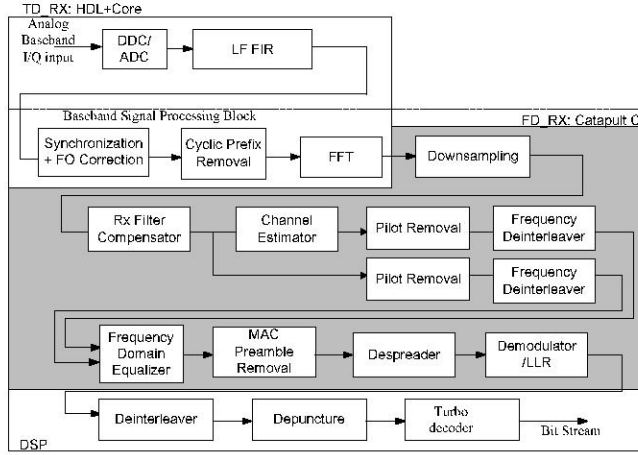 TD_RX: HDL+Core
Analog
Baseband
I/Q input
DDC/
ADC
LF FIR
Baseband Signal Processing Block
FD_RX: Catapult C
Synchronization
+ FO Correction
Cyclic Prefix
Removal
FFT
Downsampling
Rx Filter
Compensator
Channel
Estimator
Pilot Removal
Frequency
Deinterleaver
Pilot Removal
Frequency
Deinterleaver
Frequency
Domain
Equalizer
MAC
Preamble
Removal
Despreader
Demodulator
/LLR
Deinterleaver
Depuncture
Turbo
decoder
Bit Stream
DSP